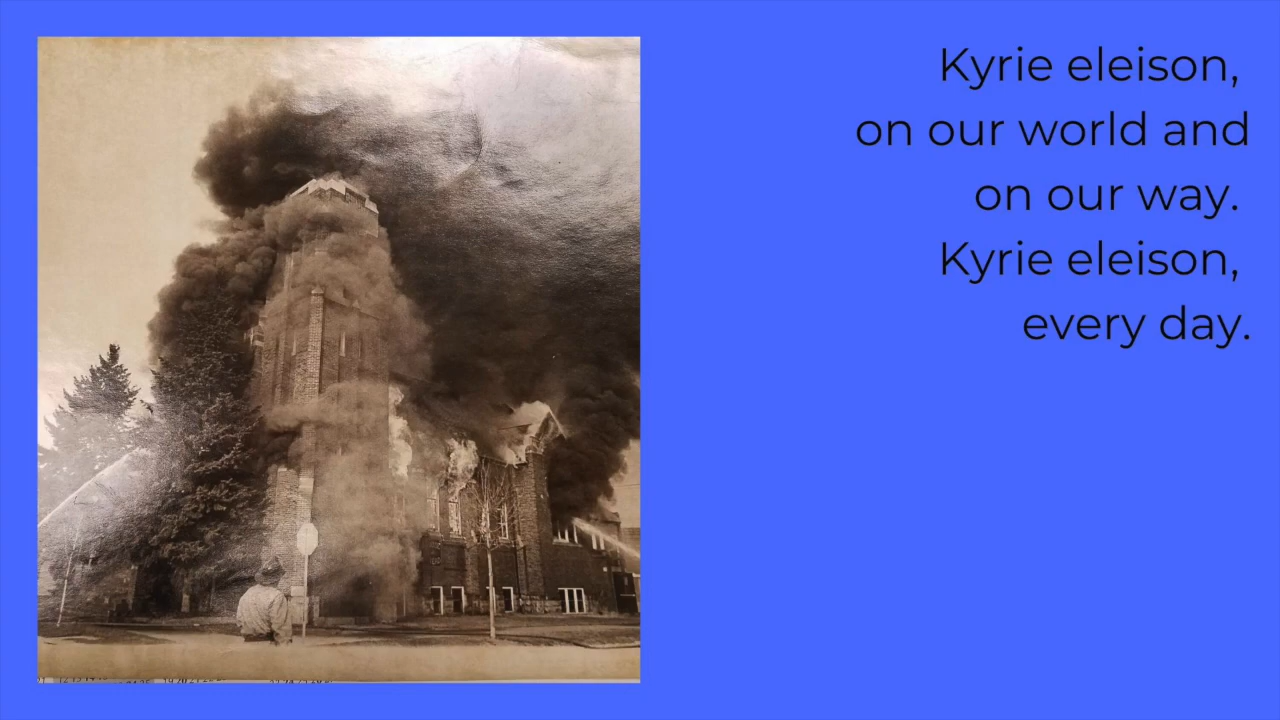 Kyrie eleison,
on our world and
on our way.
Kyrie eleison,
every day.